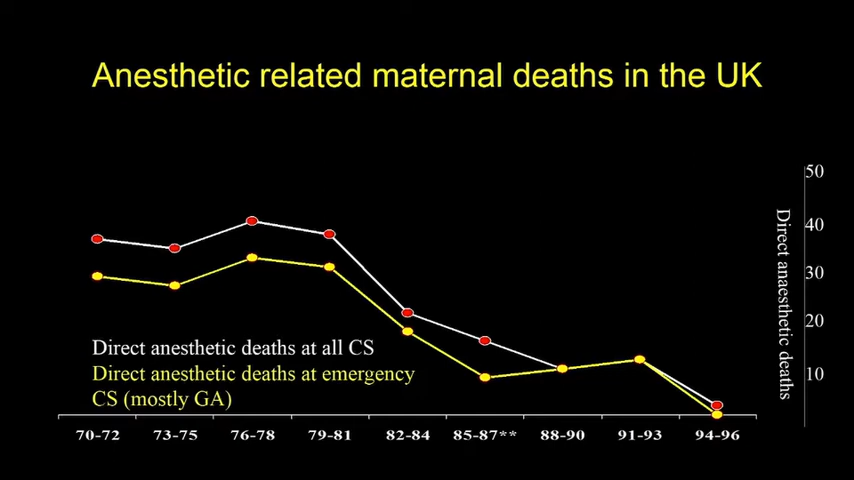 Anesthetic related maternal deaths in the UK
50
40
30
20
10
Direct anaesthetic deaths
Direct anesthetic deaths at all CS
Direct anesthetic deaths at emergency
CS (mostly GA)
70-72 73-75 76-78 79-81 82-84 85-87** 88-90 91-93 94-96